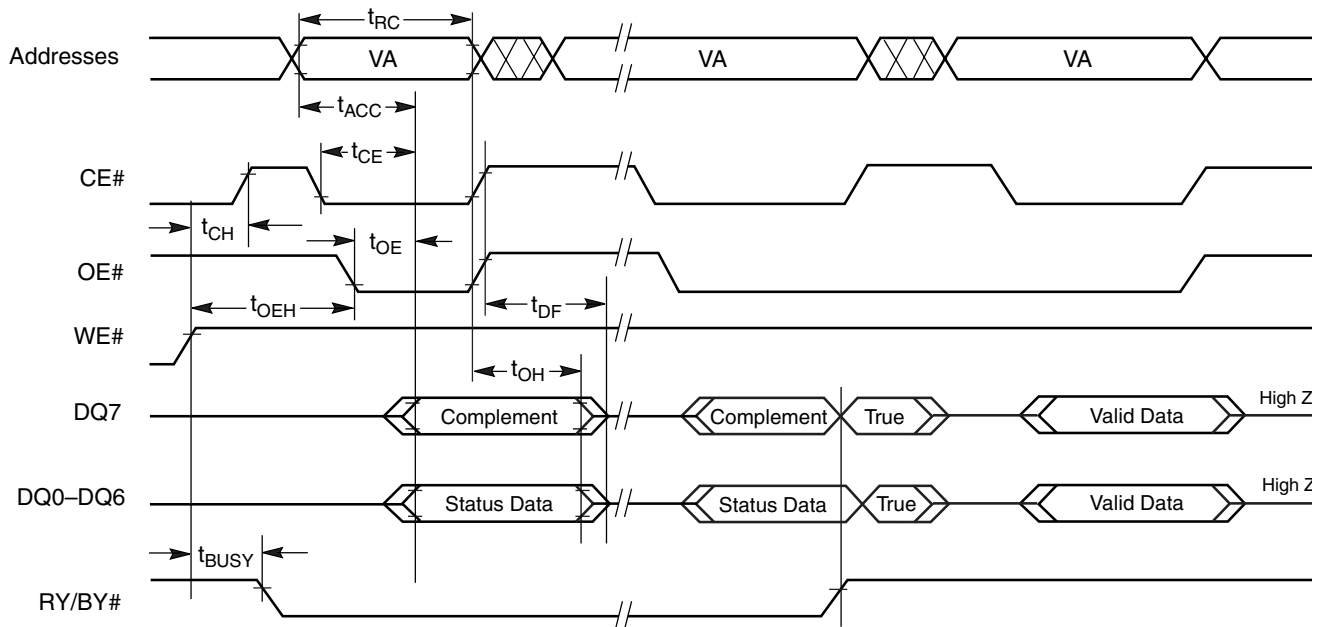 tRC
Addresses VA VA VA
tACC
tCE
CE#
tCH tOE
OE#
tOEH tDF
WE#
tOH
DQ7 Complement Complement True Valid Data High Z
DQ0–DQ6 Status Data Status Data True Valid Data High Z
tBUSY
RY/BY#